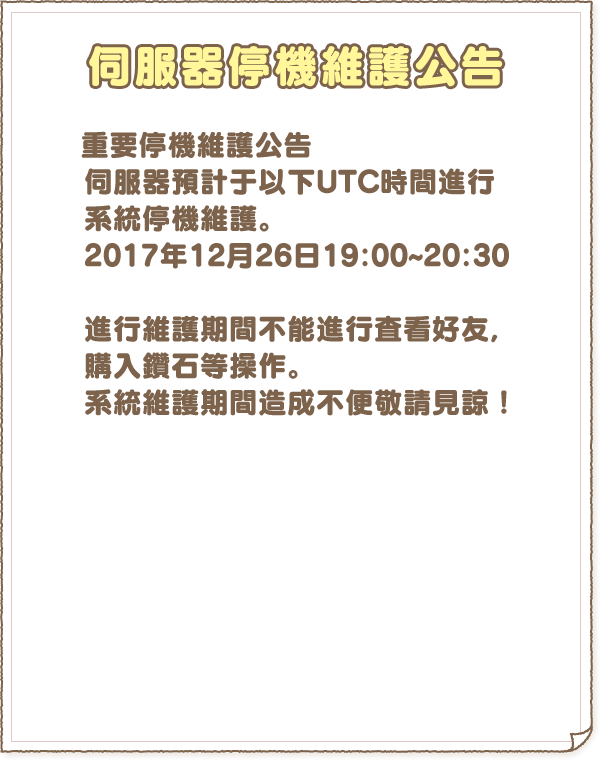 伺服器停機維護公告
重要停機維護公告
伺服器預計于以下UTC時間進行
系統停機維護。
2017年12月26日19:00~20:30
進行維護期間不能進行查看好友,
購入鑽石等操作。
系統維護期間造成不便敬請見諒！